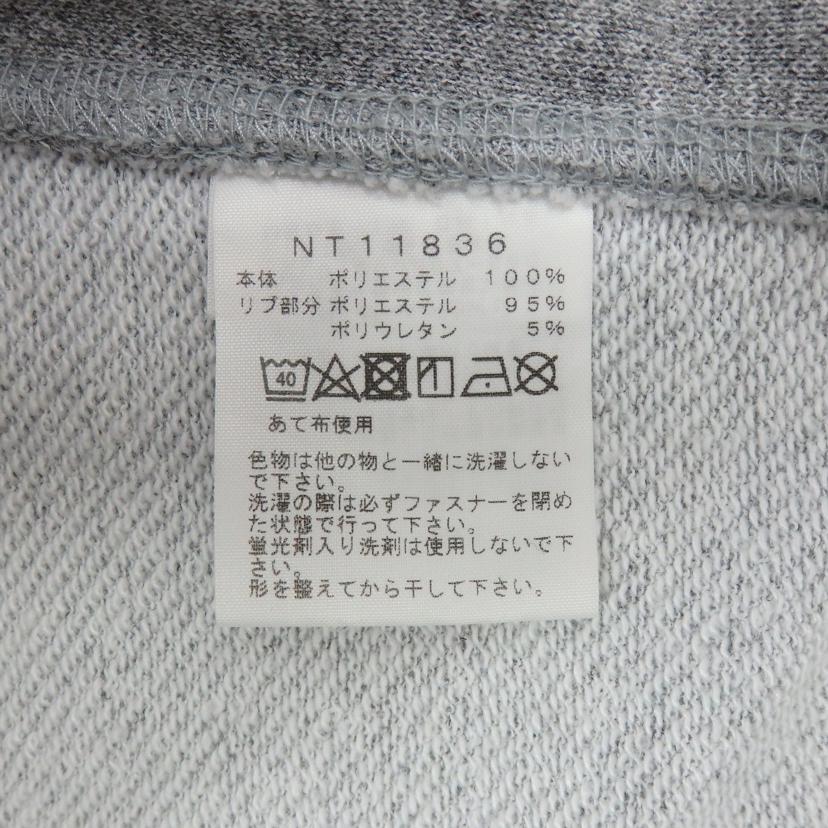 NT11836
本体 ポリエステル 100%
リブ部分 ポリエステル 95%
ポリウレタン 5%
40
あて布使用
色物は他の物と一緒に洗濯しない
で下さい。
洗濯の際は必ずファスナーを閉め
た状態で行って下さい。
蛍光剤入り洗剤は使用しないで下
さい。
形を整えてから干して下さい。